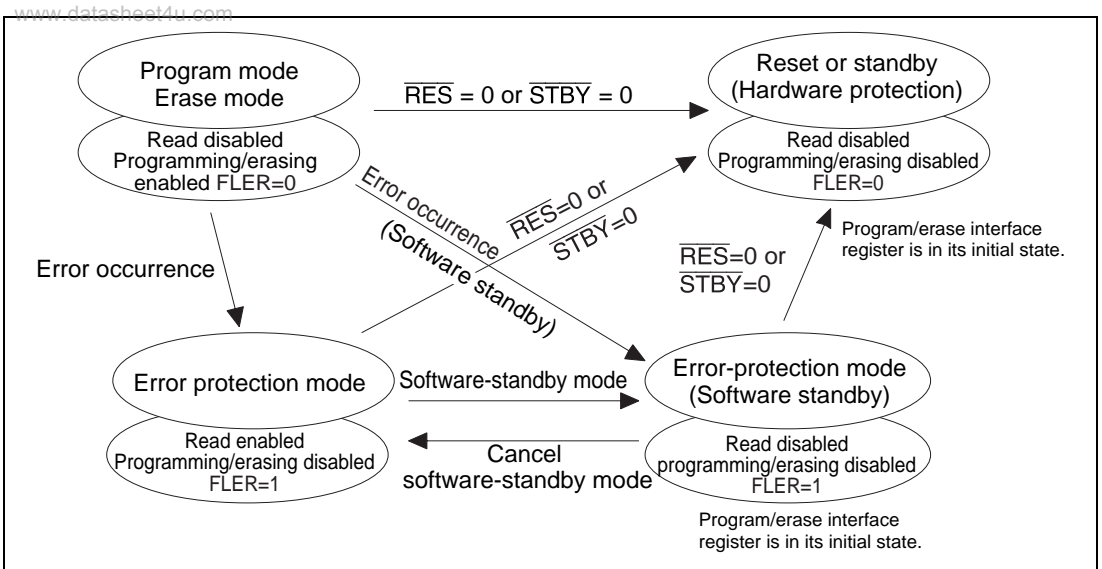 www.datasheet4u.com
Program mode
Erase mode
Read disabled
Programming/erasing
enabled FLER=0
RES = 0 or STBY = 0
Reset or standby
(Hardware protection)
Read disabled
Programming/erasing disabled
FLER=0
Program/erase interface
register is in its initial state.
Error occurrence
Error occurrence
(Software standby)
RES=0 or
STBY=0
RES=0 or
STBY=0
Error protection mode
Read enabled
Programming/erasing disabled
FLER=1
Software-standby mode
Cancel
software-standby mode
Error-protection mode
(Software standby)
Read disabled
programming/erasing disabled
FLER=1
Program/erase interface
register is in its initial state.